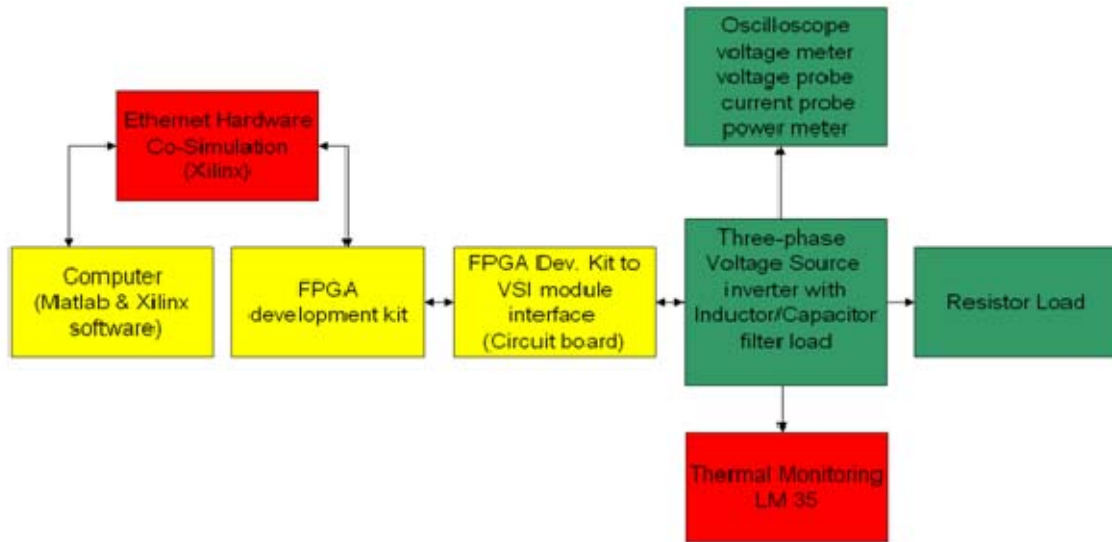 Oscilloscope
voltage meter
voltage probe
current probe
power meter
Ethernet Hardware
Co-Simulation
(Xilinx)
Computer
(Matlab & Xilinx
software)
FPGA
development kit
FPGA Dev. Kit to
VSI module
interface
(Circuit board)
Three-phase
Voltage Source
inverter with
Inductor/Capacitor
filter load
Resistor Load
Thermal Monitoring
LM 35